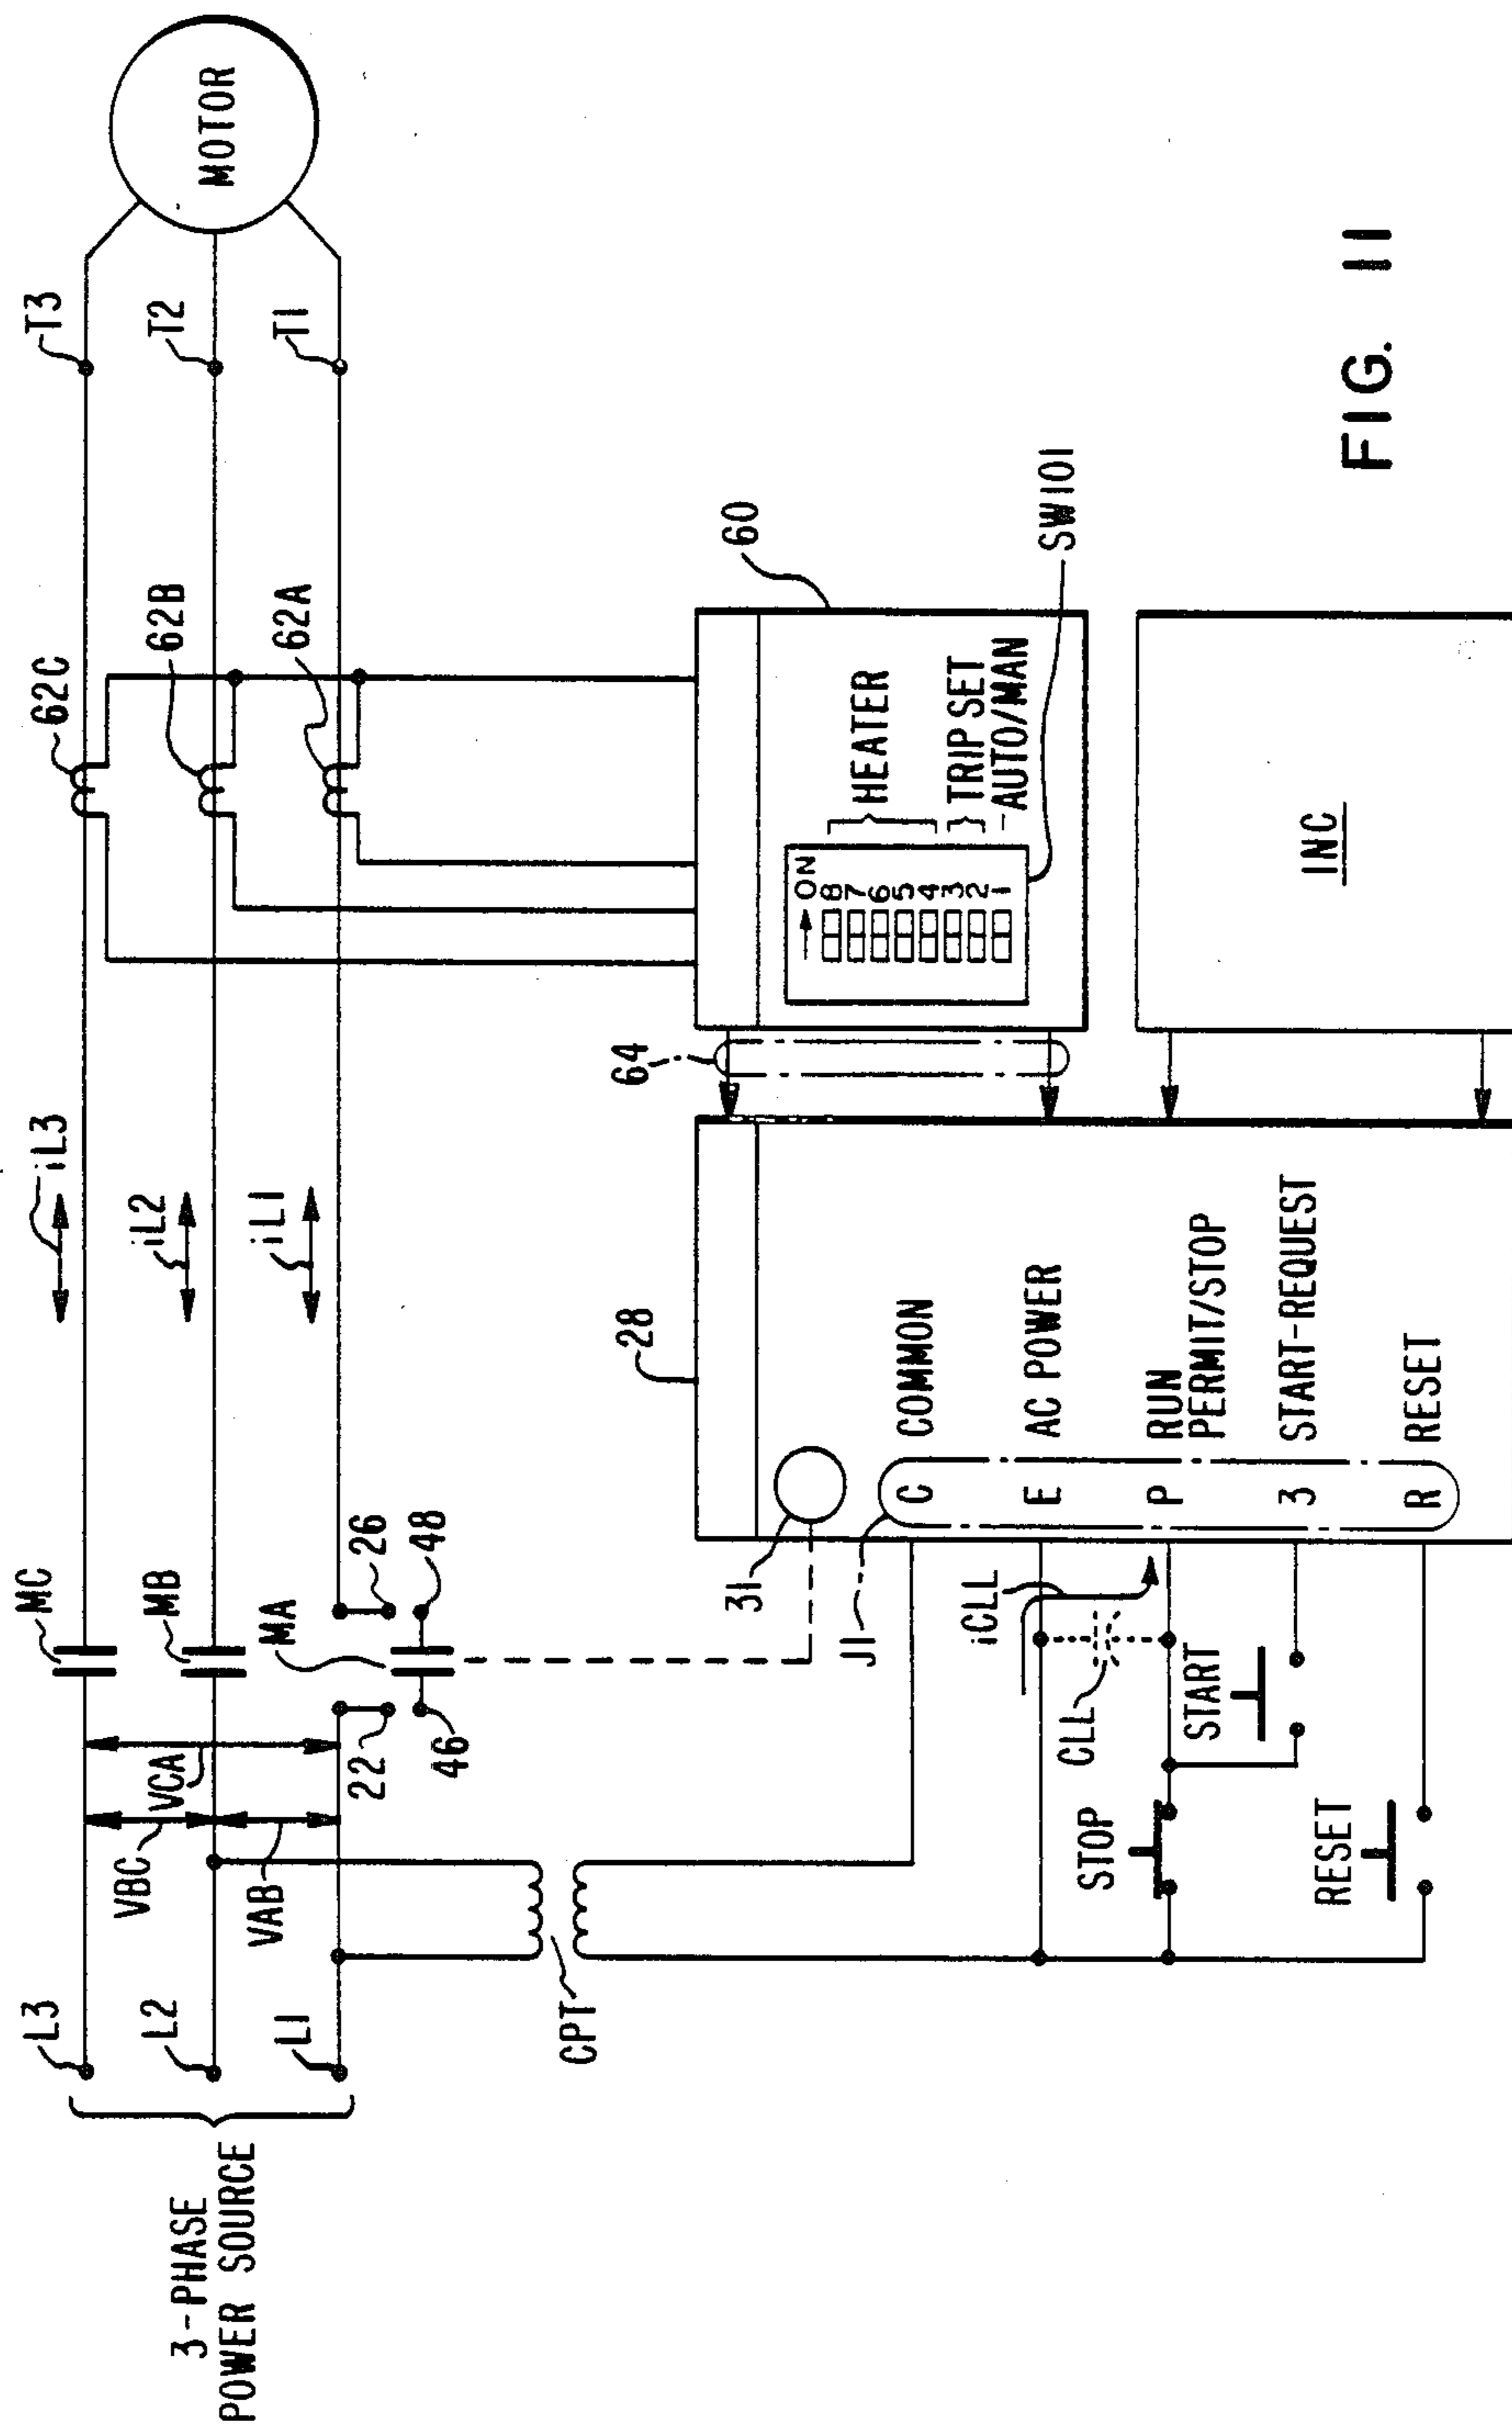 3-PHASE
POWER SOURCE
L3
L2
L1
VBC
VAB
VCA
CPT
MC
MB
MA
22
26
46
48
iL3
iL2
iL1
62C
62B
62A
T3
T2
T1
MOTOR
STOP
START
RESET
CLL
iCLL
J1
31
28
C COMMON
E AC POWER
P RUN
PERMIT/STOP
3 START-REQUEST
R RESET
64
60
ON
8
7
6
5
4
3
2
1
HEATER
TRIP SET
AUTO/MAN
SW101
INC
FIG. 11